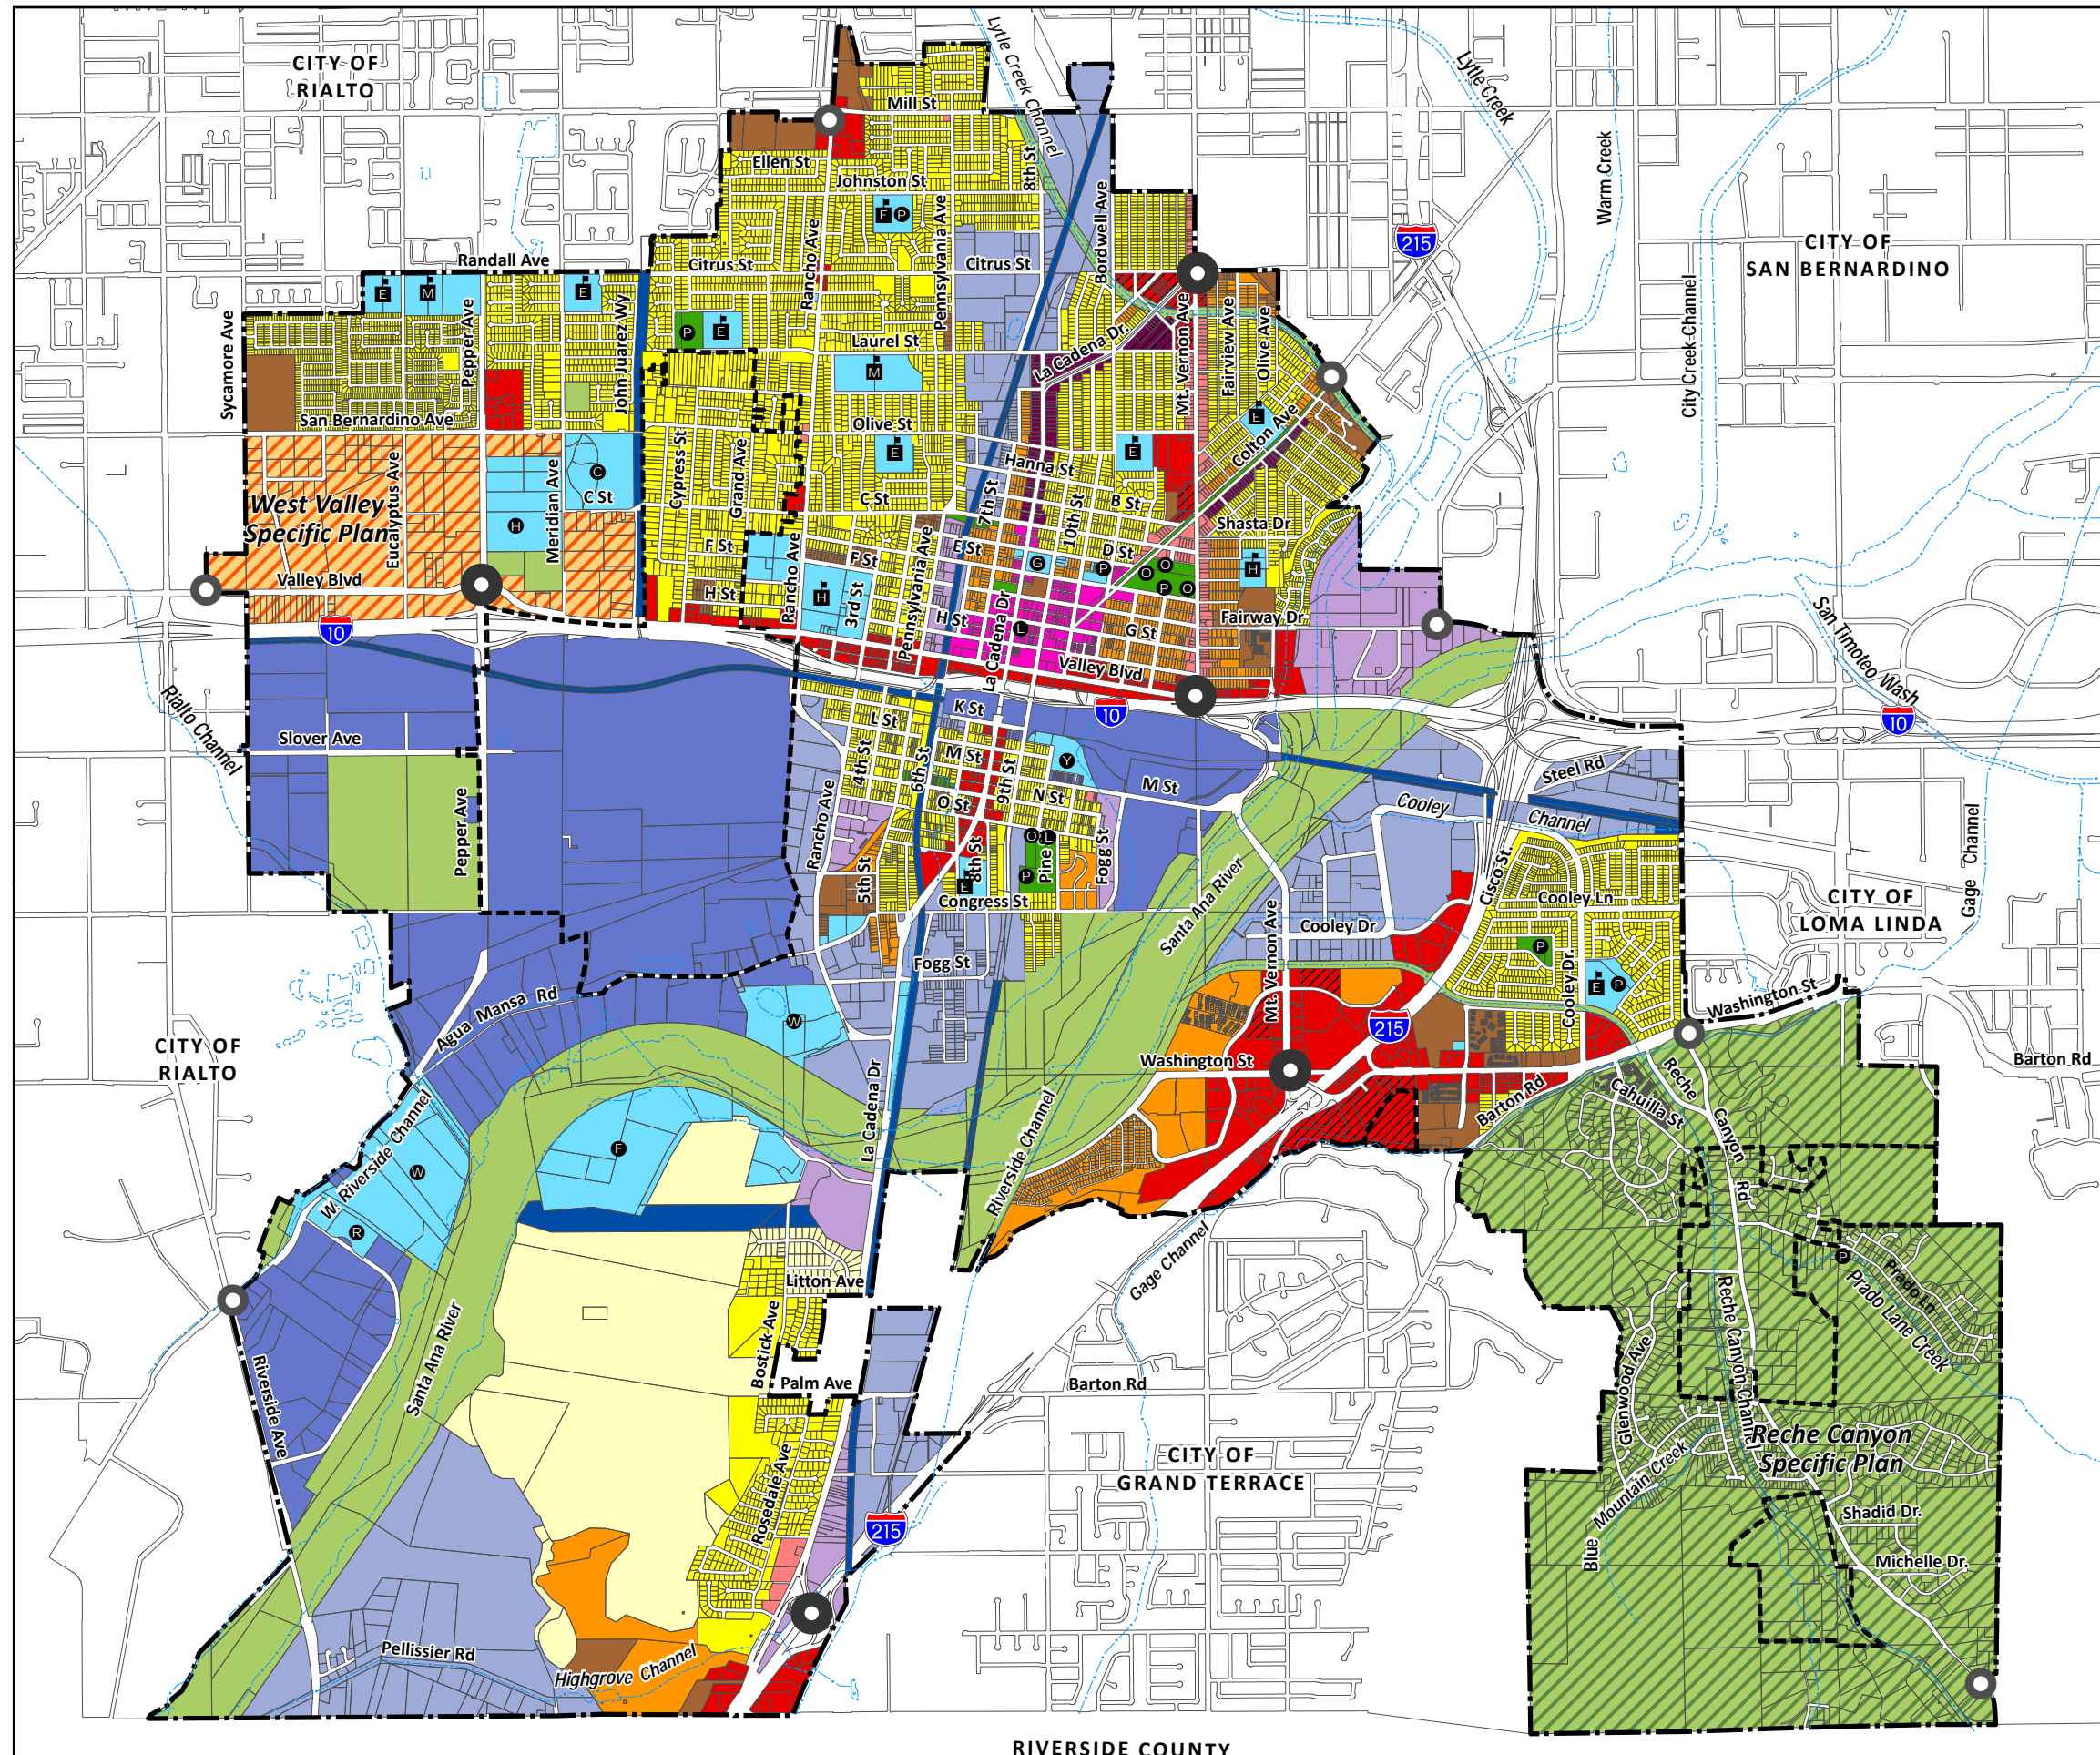 CITY OF
RIALTO
Mill St
Lytle Creek Channel
Lytle Creek
Warm Creek
Ellen St
Johnston St
8th St
E P
Bordwell Ave
Pennsylvania Ave
Rancho Ave
215
CITY OF
SAN BERNARDINO
Randall Ave
Citrus St
Citrus St
E
M
E
City Creek Channel
Sycamore Ave
Pepper Ave
John Juarez Wy
P E
Laurel St
La Cadena Dr.
Mt. Vernon Ave
Fairview Ave
Olive Ave
M
San Bernardino Ave
Olive St
E
Colton Ave
E
E
Hanna St
Cypress St
Grand Ave
Eucalyptus Ave
Meridian Ave
C
C St
C St
7th St
10th St
B St
West Valley
Specific Plan
H
Shasta Dr
F St
F St
E St
D St
Rancho Ave
Pennsylvania Ave
G
P
O O
P O
H
Valley Blvd
H St
H
3rd St
H St
La Cadena Dr
L
G St
Fairway Dr
San Timoteo Wash
10
Valley Blvd
Rialto Channel
K St
10
10
L St
Slover Ave
4th St
6th St
M St
9th St
Y
M St
Steel Rd
N St
O St
Cooley
Channel
Gage Channel
Pepper Ave
Rancho Ave
5th St
8th St
E
O L
P
Pine
Fogg St
Santa Ana River
Cisco St.
Congress St
Cooley Ln
CITY OF
LOMA LINDA
Mt. Vernon Ave
Cooley Dr
P
Cooley Dr.
Fogg St
E P
Washington St
Agua Mansa Rd
W
215
CITY OF
RIALTO
Washington St
Barton Rd
Reche
Canyon
Rd
Cahuilla St
Barton Rd
La Cadena Dr
Riverside Channel
W. Riverside Channel
F
W
R
P
Prado Ln
Prado Lane Creek
Gage Channel
Litton Ave
Reche Canyon Channel
Bostick Ave
Santa Ana River
Riverside Ave
Palm Ave
Barton Rd
Glenwood Ave
Reche Canyon
Specific Plan
CITY OF
GRAND TERRACE
Rosedale Ave
Blue Mountain Creek
Shadid Dr.
215
Michelle Dr.
Pellissier Rd
Highgrove Channel
RIVERSIDE COUNTY